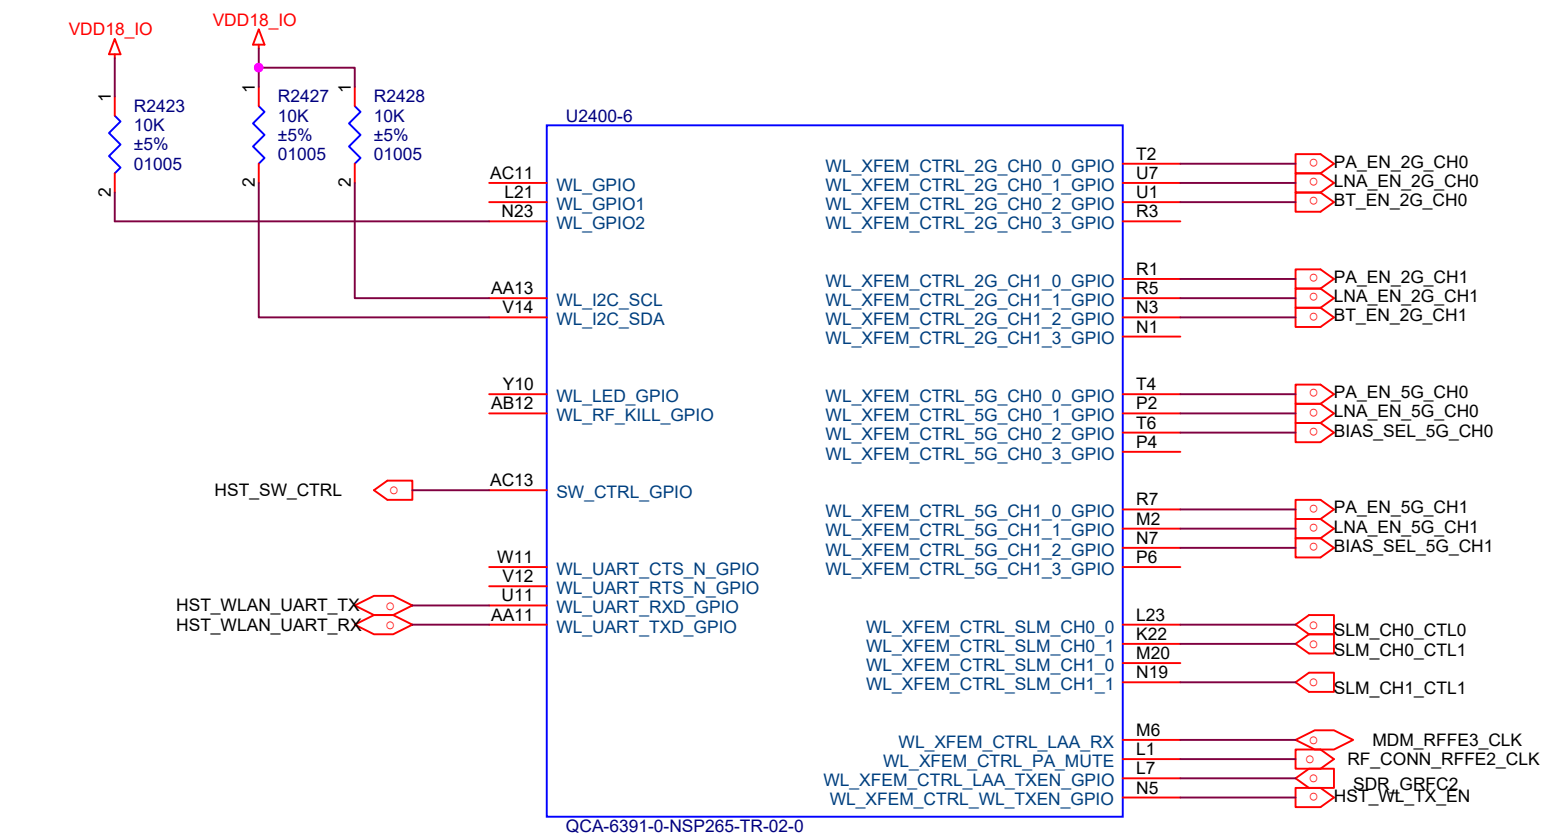 VDD18_IO
VDD18_IO
1
R2423
10K
±5%
01005
2
1
R2427
10K
±5%
01005
2
1
R2428
10K
±5%
01005
2
U2400-6
AC11 WL_GPIO
L21 WL_GPIO1
N23 WL_GPIO2
AA13 WL_I2C_SCL
V14 WL_I2C_SDA
Y10 WL_LED_GPIO
AB12 WL_RF_KILL_GPIO
HST_SW_CTRL AC13 SW_CTRL_GPIO
W11 WL_UART_CTS_N_GPIO
V12 WL_UART_RTS_N_GPIO
HST_WLAN_UART_TX U11 WL_UART_RXD_GPIO
HST_WLAN_UART_RX AA11 WL_UART_TXD_GPIO
WL_XFEM_CTRL_2G_CH0_0_GPIO T2 PA_EN_2G_CH0
WL_XFEM_CTRL_2G_CH0_1_GPIO U7 LNA_EN_2G_CH0
WL_XFEM_CTRL_2G_CH0_2_GPIO U1 BT_EN_2G_CH0
WL_XFEM_CTRL_2G_CH0_3_GPIO R3
WL_XFEM_CTRL_2G_CH1_0_GPIO R1 PA_EN_2G_CH1
WL_XFEM_CTRL_2G_CH1_1_GPIO R5 LNA_EN_2G_CH1
WL_XFEM_CTRL_2G_CH1_2_GPIO N3 BT_EN_2G_CH1
WL_XFEM_CTRL_2G_CH1_3_GPIO N1
WL_XFEM_CTRL_5G_CH0_0_GPIO T4 PA_EN_5G_CH0
WL_XFEM_CTRL_5G_CH0_1_GPIO P2 LNA_EN_5G_CH0
WL_XFEM_CTRL_5G_CH0_2_GPIO T6 BIAS_SEL_5G_CH0
WL_XFEM_CTRL_5G_CH0_3_GPIO P4
WL_XFEM_CTRL_5G_CH1_0_GPIO R7 PA_EN_5G_CH1
WL_XFEM_CTRL_5G_CH1_1_GPIO M2 LNA_EN_5G_CH1
WL_XFEM_CTRL_5G_CH1_2_GPIO N7 BIAS_SEL_5G_CH1
WL_XFEM_CTRL_5G_CH1_3_GPIO P6
WL_XFEM_CTRL_SLM_CH0_0 L23 SLM_CH0_CTL0
WL_XFEM_CTRL_SLM_CH0_1 K22 SLM_CH0_CTL1
WL_XFEM_CTRL_SLM_CH1_0 M20
WL_XFEM_CTRL_SLM_CH1_1 N19 SLM_CH1_CTL1
WL_XFEM_CTRL_LAA_RX M6 MDM_RFFE3_CLK
WL_XFEM_CTRL_PA_MUTE L1 RF_CONN_RFFE2_CLK
WL_XFEM_CTRL_LAA_TXEN_GPIO L7 SDR_GRFC2
WL_XFEM_CTRL_WL_TXEN_GPIO N5 HST_WL_TX_EN
QCA-6391-0-NSP265-TR-02-0